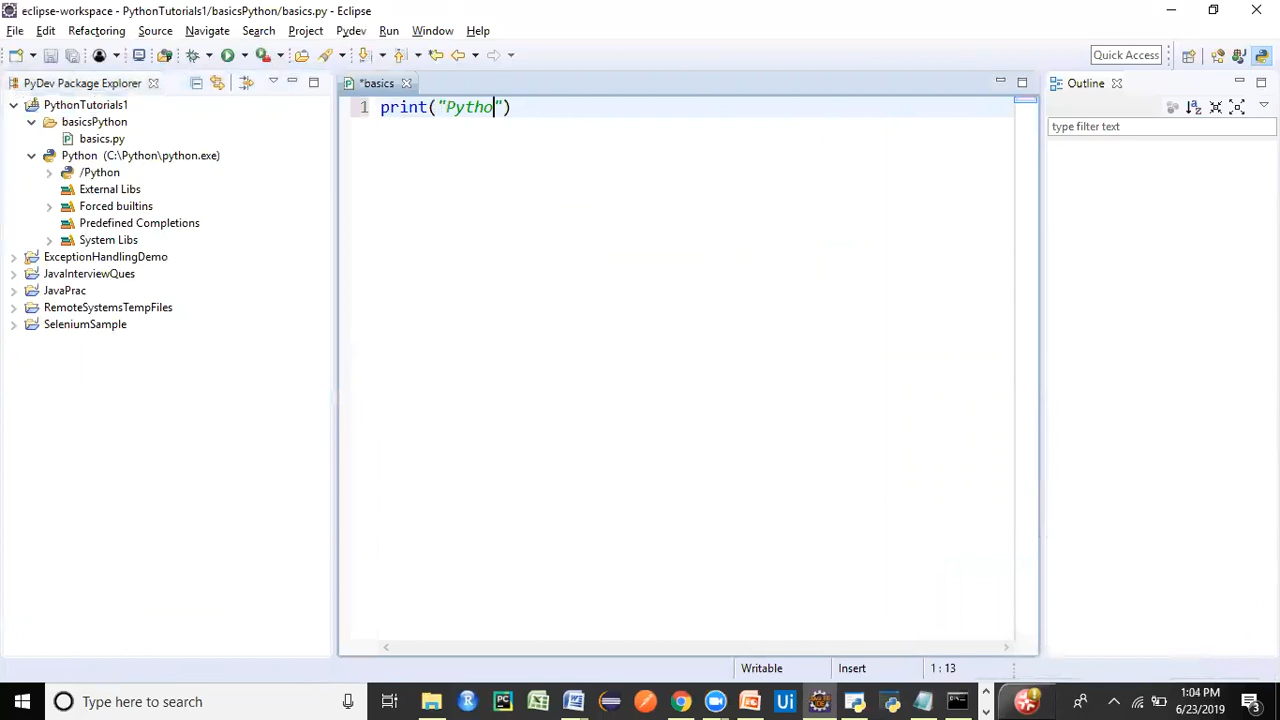 eclipse-workspace - PythonTutorials1/basicsPython/basics.py - Eclipse
File Edit Refactoring Source Navigate Search Project Pydev Run Window Help
Quick Access
PyDev Package Explorer
*basics
Outline
PythonTutorials1
basicsPython
basics.py
Python (C:\Python\python.exe)
/Python
External Libs
Forced builtins
Predefined Completions
System Libs
ExceptionHandlingDemo
JavaInterviewQues
JavaPrac
RemoteSystemsTempFiles
SeleniumSample
1 print("Pytho")
type filter text
Writable Insert 1 : 13
Type here to search
R
PC
Ui
1:04 PM
6/23/2019
3